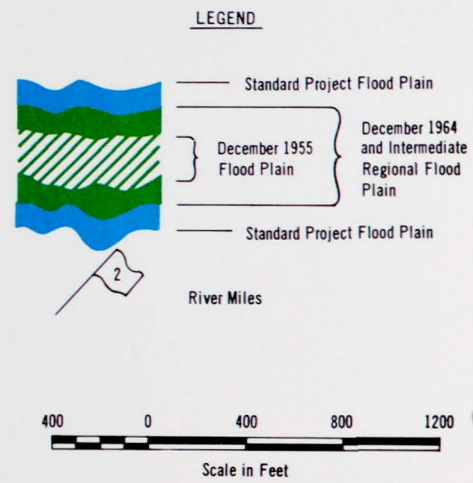 LEGEND
Standard Project Flood Plain
December 1955
Flood Plain
December 1964
and Intermediate
Regional Flood
Plain
Standard Project Flood Plain
2
River Miles
400 0 400 800 1200
Scale in Feet